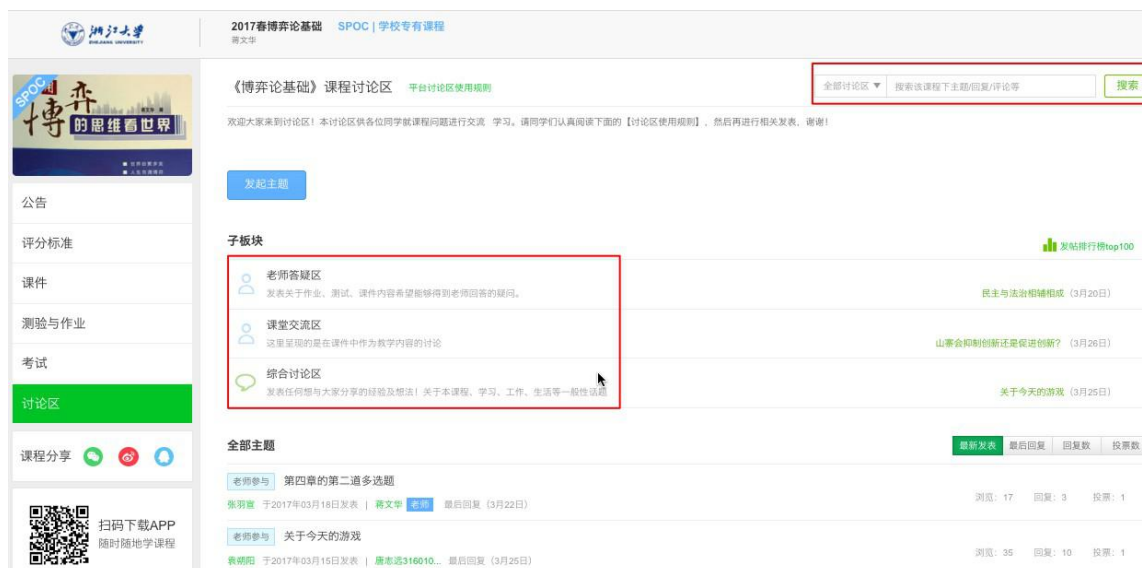 浙江大学
ZHEJIANG UNIVERSITY
2017春博弈论基础 SPOC | 学校专有课程
蒋文华
SPOC
博弈
的思维看世界
公告
评分标准
课件
测验与作业
考试
讨论区
课程分享
扫码下载APP
随时随地学课程
《博弈论基础》课程讨论区 平台讨论区使用规则
全部讨论区 ▼ 搜索该课程下主题/回复/评论等 搜索
欢迎大家来到讨论区!本讨论区供各位同学就课程问题进行交流 学习。请同学们认真阅读下面的【讨论区使用规则】,然后再进行相关发表,谢谢!
发起主题
子板块 发帖排行榜top100
老师答疑区
发表关于作业、测试、课件内容希望能够得到老师回答的疑问。 民主与法治相辅相成(3月20日)
课堂交流区
这里呈现的是在课件中作为教学内容的讨论 山寨会抑制创新还是促进创新?(3月26日)
综合讨论区
发表任何想与大家分享的经验及想法!关于本课程、学习、工作、生活等一般性话题 关于今天的游戏(3月25日)
全部主题 最新发表 最后回复 回复数 投票数
老师参与 第四章的第二道多选题
张羽宣 于2017年03月18日发表 | 蒋文华 老师 最后回复(3月22日) 浏览:17 回复:3 投票:1
老师参与 关于今天的游戏
袁朔阳 于2017年03月15日发表 | 唐志远316010... 最后回复(3月25日) 浏览:35 回复:10 投票:1